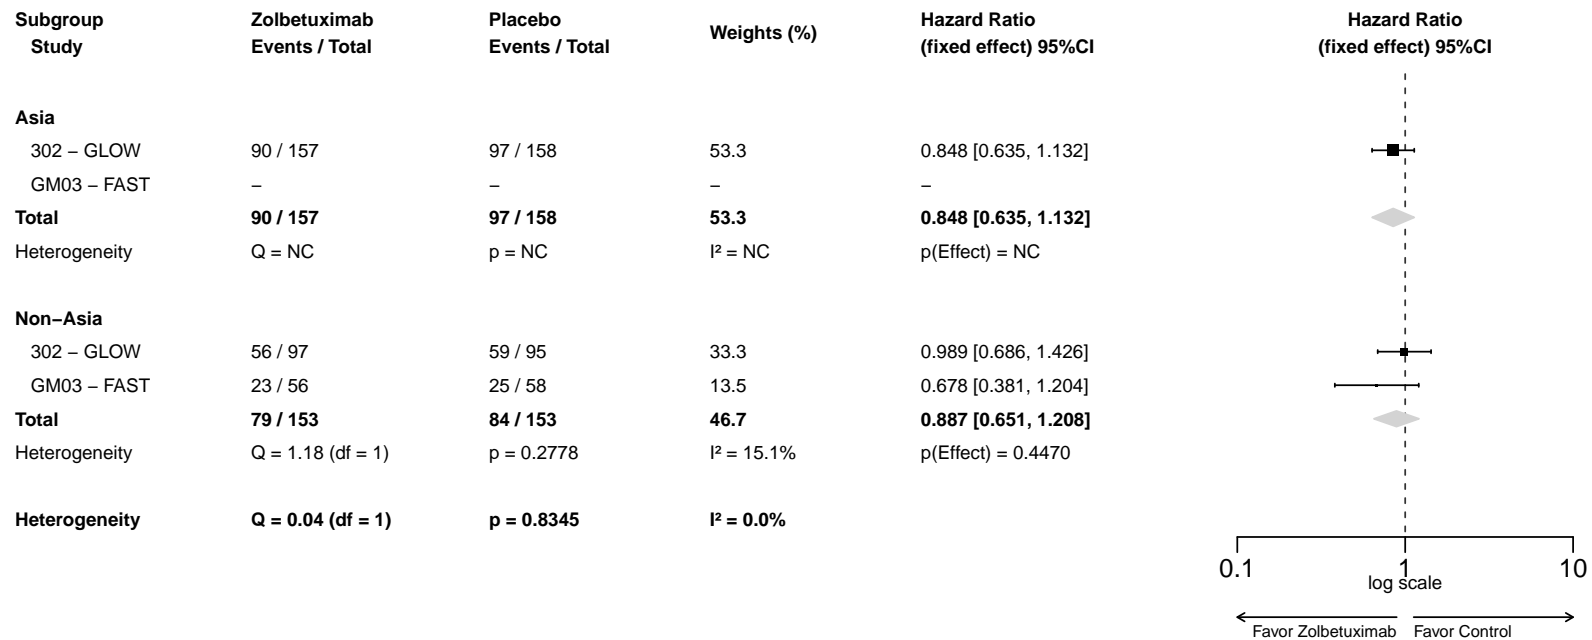 Subgroup Zolbetuximab Placebo Weights (%) Hazard Ratio Hazard Ratio
Study Events / Total Events / Total (fixed effect) 95%CI (fixed effect) 95%CI
Asia
302 − GLOW 90 / 157 97 / 158 53.3 0.848 [0.635, 1.132]
GM03 − FAST − − − −
Total 90 / 157 97 / 158 53.3 0.848 [0.635, 1.132]
Heterogeneity Q = NC p = NC I² = NC p(Effect) = NC
Non−Asia
302 − GLOW 56 / 97 59 / 95 33.3 0.989 [0.686, 1.426]
GM03 − FAST 23 / 56 25 / 58 13.5 0.678 [0.381, 1.204]
Total 79 / 153 84 / 153 46.7 0.887 [0.651, 1.208]
Heterogeneity Q = 1.18 (df = 1) p = 0.2778 I² = 15.1% p(Effect) = 0.4470
Heterogeneity Q = 0.04 (df = 1) p = 0.8345 I² = 0.0%
0.1 1 10
log scale
Favor Zolbetuximab Favor Control